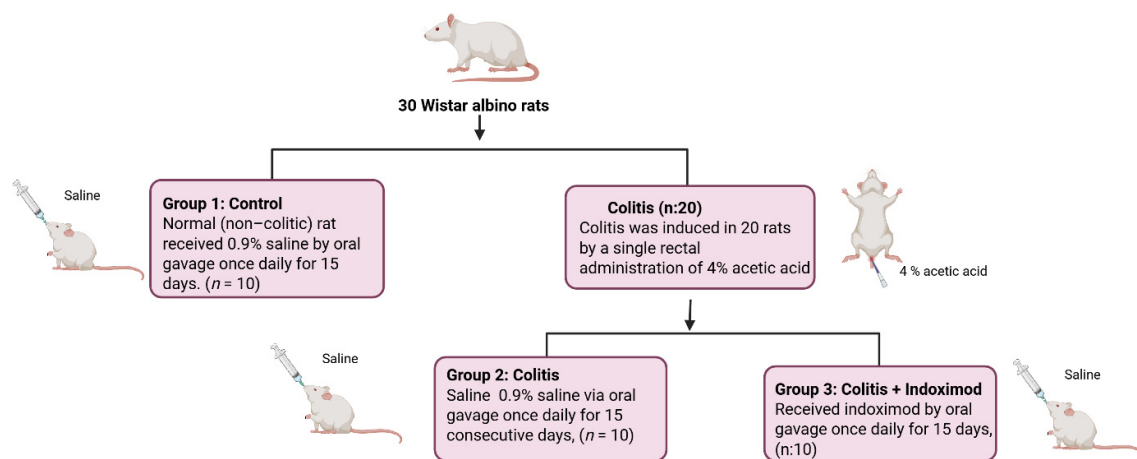 30 Wistar albino rats
Saline
Group 1: Control
Normal (non–colitic) rat
received 0.9% saline by oral
gavage once daily for 15
days. (n = 10)
Colitis (n:20)
Colitis was induced in 20 rats
by a single rectal
administration of 4% acetic acid
4 % acetic acid
Saline
Group 2: Colitis
Saline 0.9% saline via oral
gavage once daily for 15
consecutive days, (n = 10)
Group 3: Colitis + Indoximod
Received indoximod by oral
gavage once daily for 15 days,
(n:10)
Saline